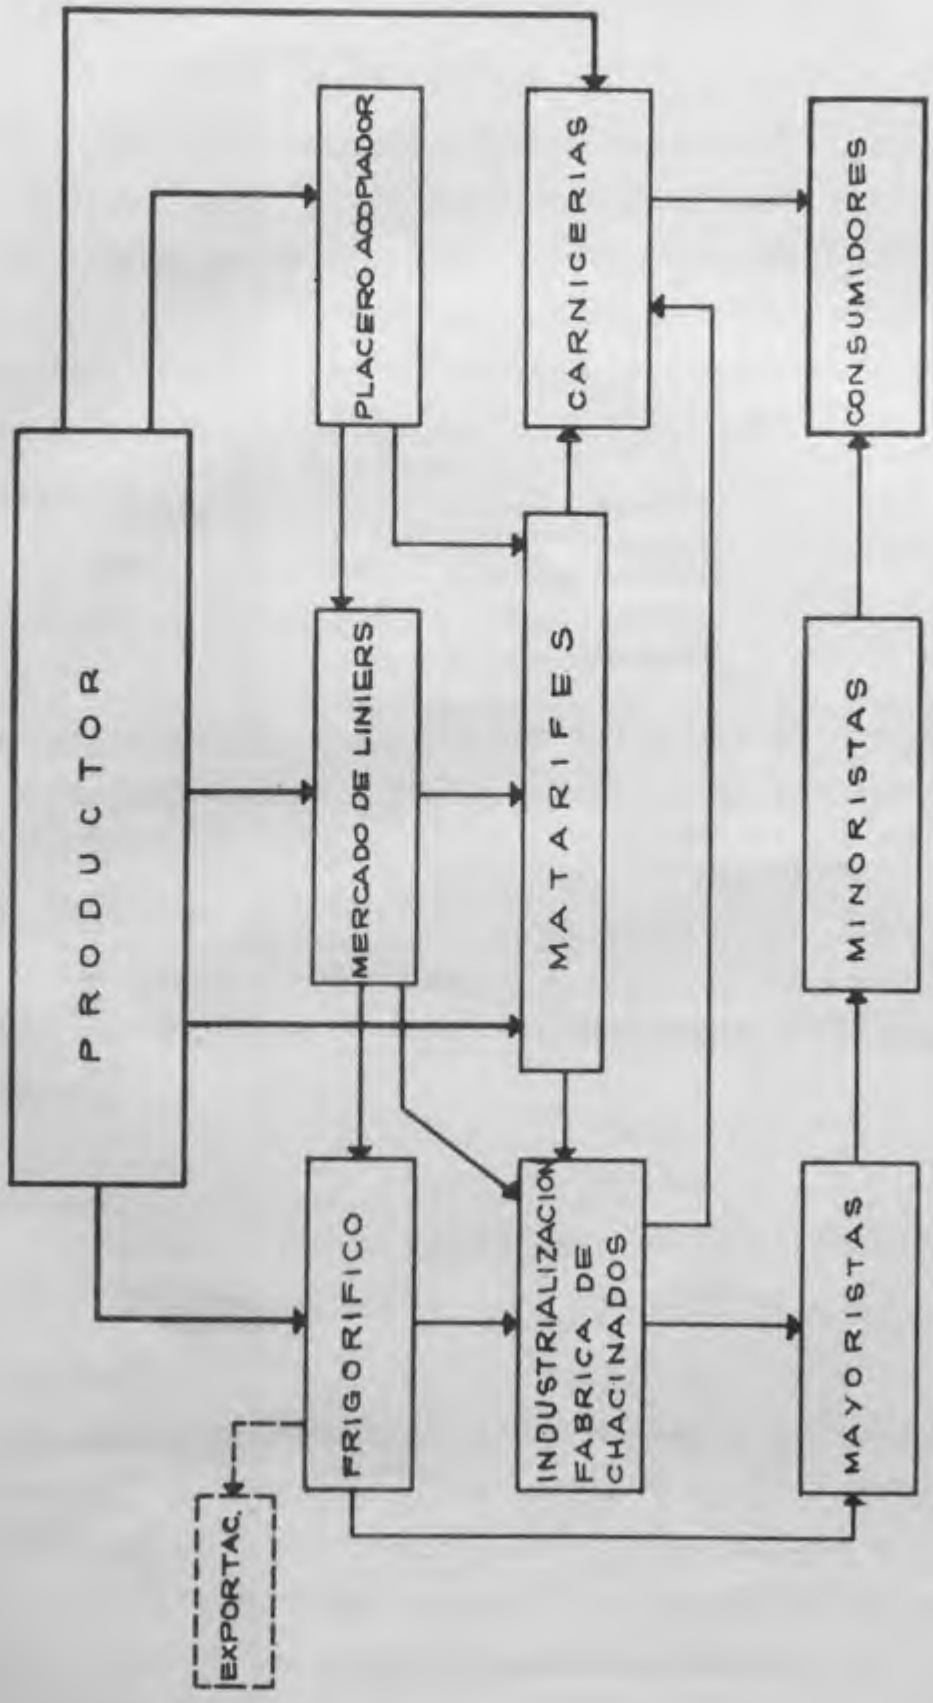 PRODUCTOR
EXPORTAC.
FRIGORIFICO
MERCADO DE LINIERS
PLACERO ACOPIADOR
INDUSTRIALIZACION
FABRICA DE
CHACINADOS
MATARIFES
CARNICERIAS
MAYORISTAS
MINORISTAS
CONSUMIDORES